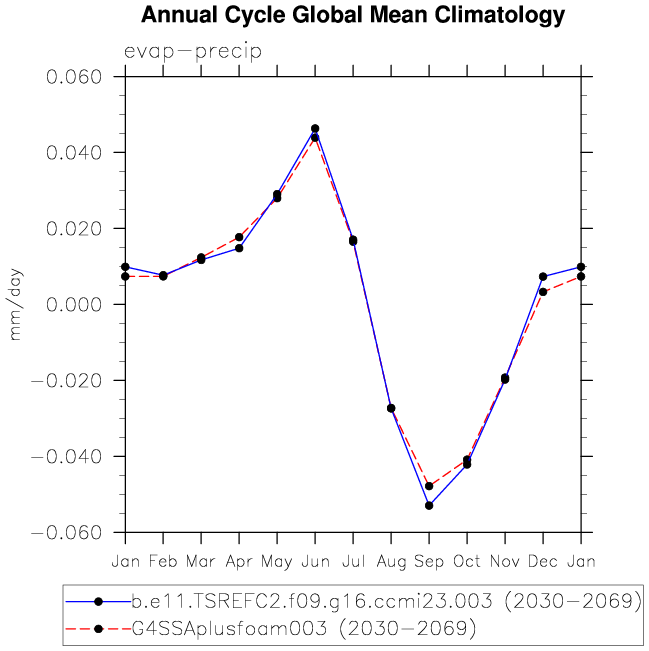 Annual Cycle Global Mean Climatology
evap-precip
0.060
0.040
0.020
0.000
-0.020
-0.040
-0.060
mm/day
Jan Feb Mar Apr May Jun Jul Aug Sep Oct Nov Dec Jan
b.e11.TSREFC2.f09.g16.ccmi23.003 (2030-2069)
G4SSAplusfoam003 (2030-2069)